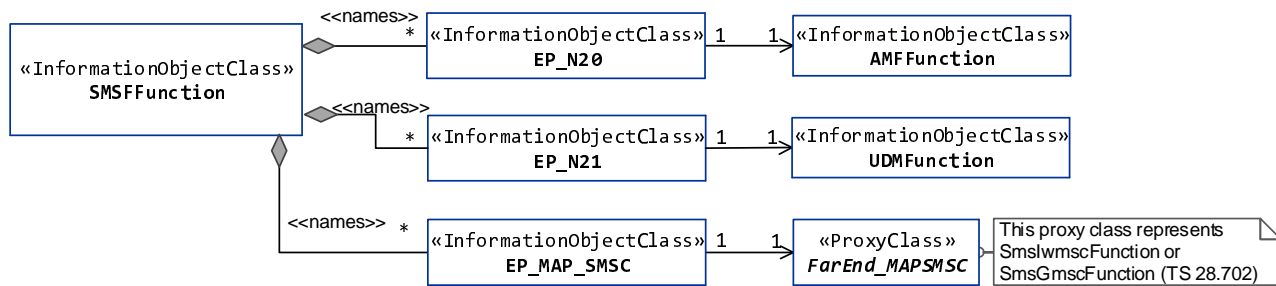 <<names>>
*
«InformationObjectClass»
SMSFFunction
«InformationObjectClass»
EP_N20
1
1
«InformationObjectClass»
AMFFunction
<<names>>
*
«InformationObjectClass»
EP_N21
1
1
«InformationObjectClass»
UDMFunction
<<names>>
*
«InformationObjectClass»
EP_MAP_SMSC
1
1
«ProxyClass»
FarEnd_MAPSMSC
This proxy class represents
SmsIwmscFunction or
SmsGmscFunction (TS 28.702)